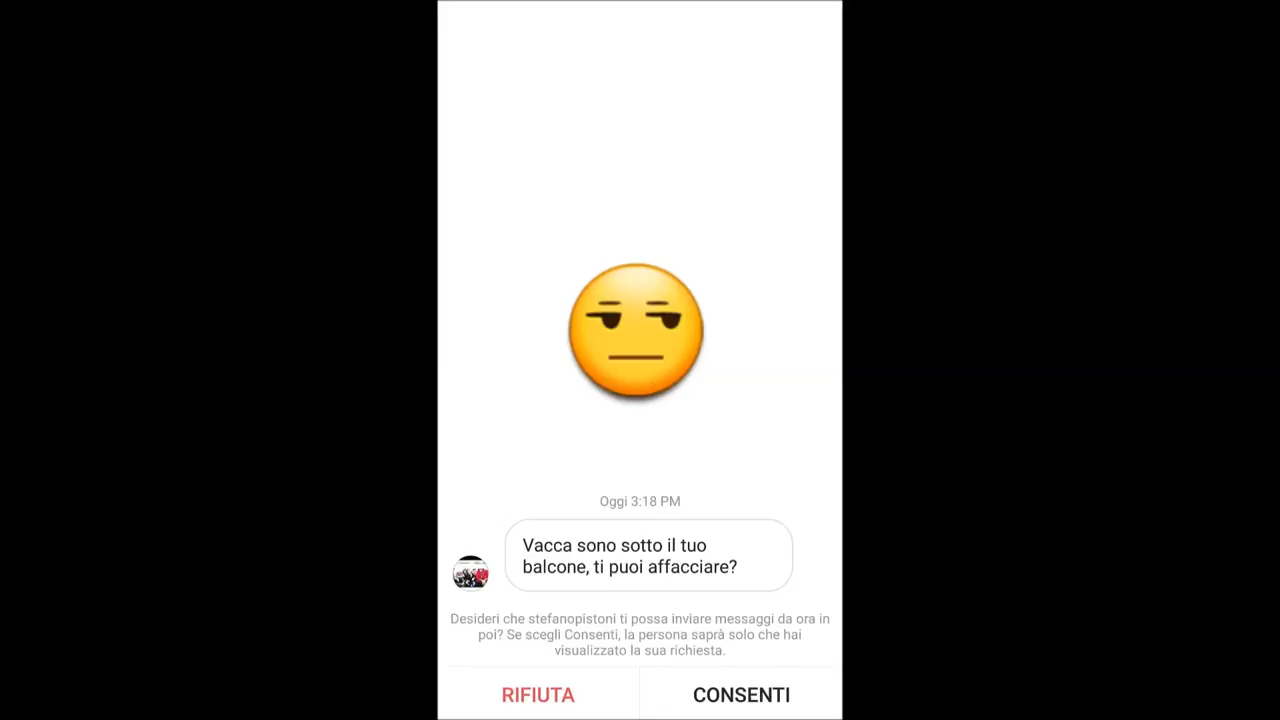 Oggi 3:18 PM
Vacca sono sotto il tuo
balcone, ti puoi affacciare?
Desideri che stefanopistoni ti possa inviare messaggi da ora in
poi? Se scegli Consenti, la persona saprà solo che hai
visualizzato la sua richiesta.
RIFIUTA
CONSENTI